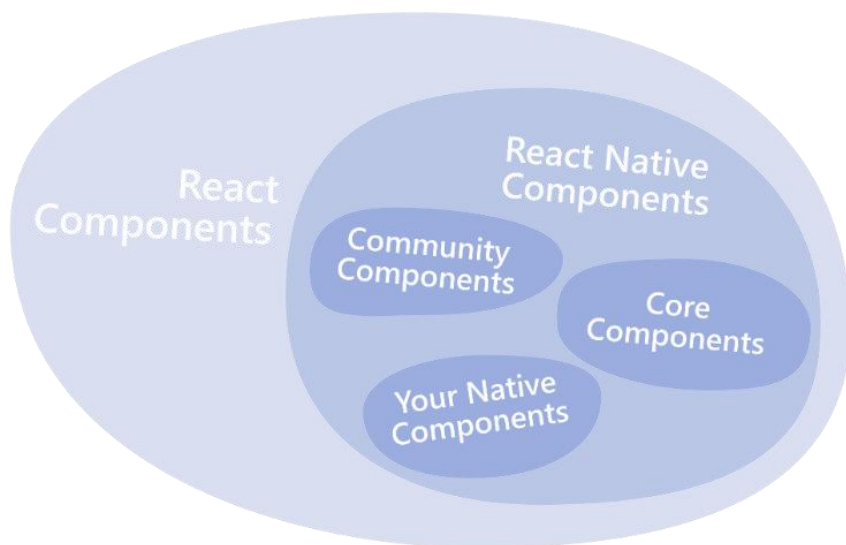 React
Components
React Native
Components
Community
Components
Core
Components
Your Native
Components